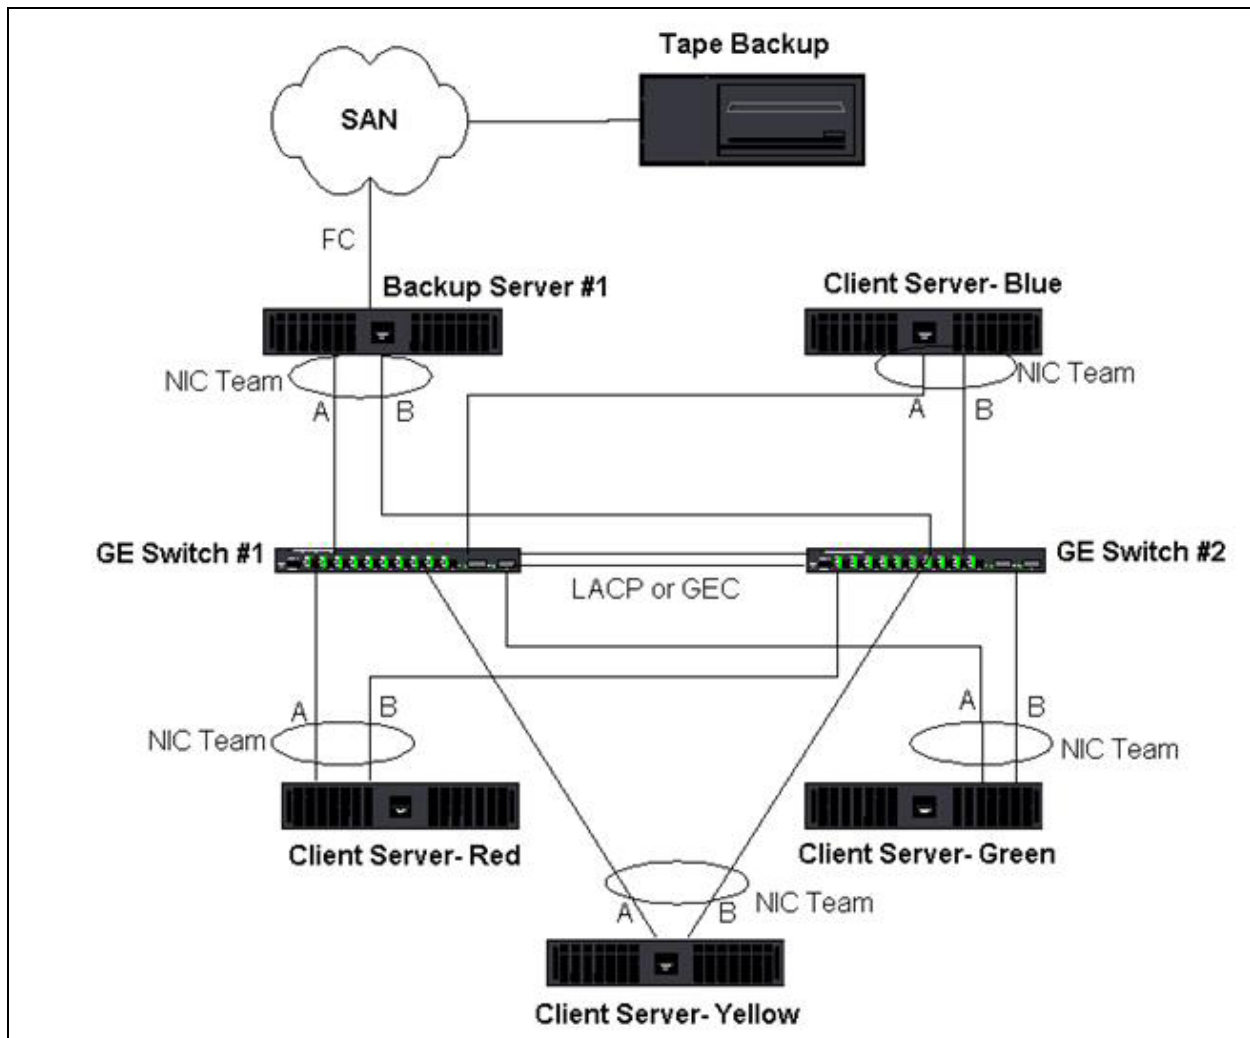 Tape Backup
SAN
FC
Backup Server #1
Client Server- Blue
NIC Team
A
B
NIC Team
A
B
GE Switch #1
GE Switch #2
LACP or GEC
A
B
NIC Team
A
B
NIC Team
Client Server- Red
Client Server- Green
A
B
NIC Team
Client Server- Yellow